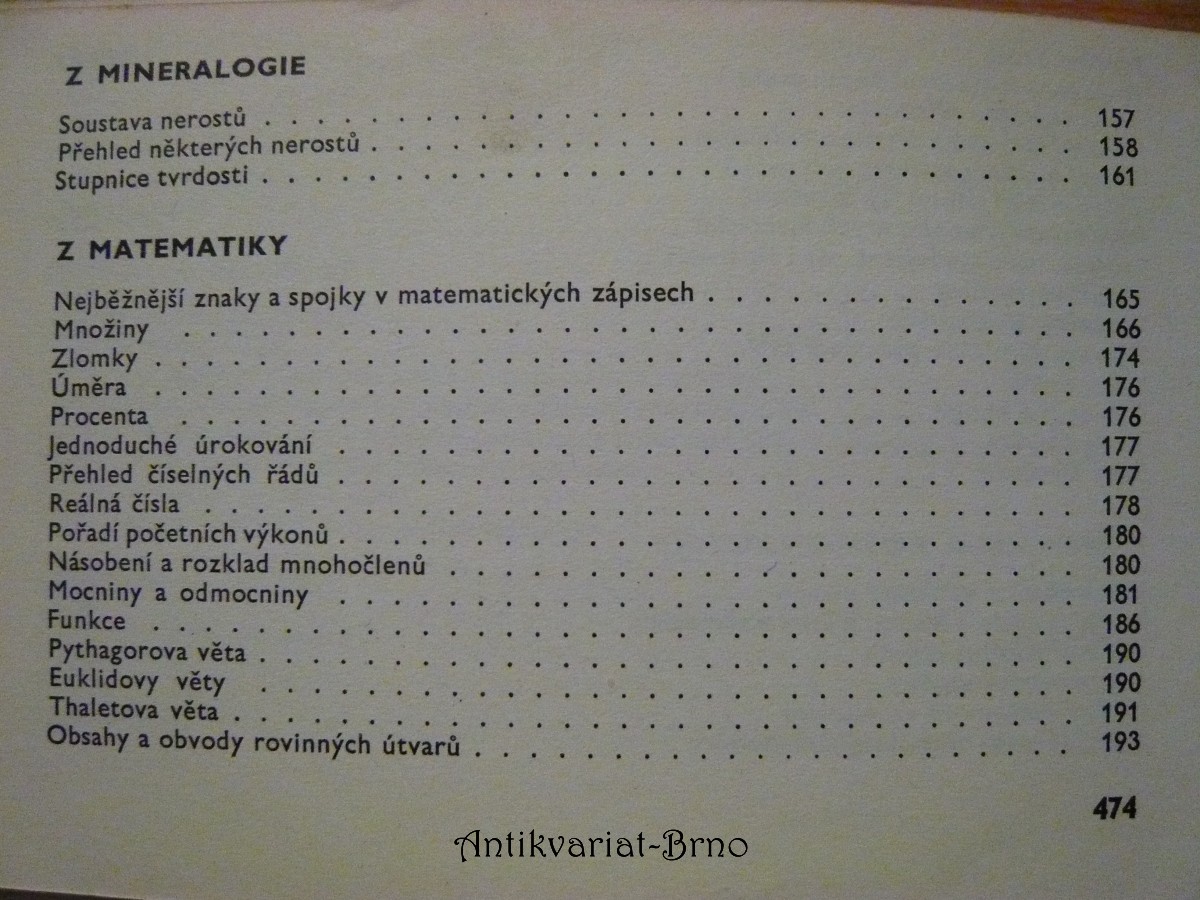 Z MINERALOGIE
Soustava nerostů . . . . . . . . . . . . . . . . . . . . . . . . . . . . . . 157
Přehled některých nerostů . . . . . . . . . . . . . . . . . . . . . . . . . . 158
Stupnice tvrdosti . . . . . . . . . . . . . . . . . . . . . . . . . . . . . . 161
Z MATEMATIKY
Nejběžnější znaky a spojky v matematických zápisech . . . . . . . . . . . . . . 165
Množiny . . . . . . . . . . . . . . . . . . . . . . . . . . . . . . . . . 166
Zlomky . . . . . . . . . . . . . . . . . . . . . . . . . . . . . . . . . . 174
Úměra . . . . . . . . . . . . . . . . . . . . . . . . . . . . . . . . . . 176
Procenta . . . . . . . . . . . . . . . . . . . . . . . . . . . . . . . . . 176
Jednoduché úrokování . . . . . . . . . . . . . . . . . . . . . . . . . . . 177
Přehled číselných řádů . . . . . . . . . . . . . . . . . . . . . . . . . . . 177
Reálná čísla . . . . . . . . . . . . . . . . . . . . . . . . . . . . . . . . 178
Pořadí početních výkonů . . . . . . . . . . . . . . . . . . . . . . . . . . . 180
Násobení a rozklad mnohočlenů . . . . . . . . . . . . . . . . . . . . . . . 180
Mocniny a odmocniny . . . . . . . . . . . . . . . . . . . . . . . . . . . 181
Funkce . . . . . . . . . . . . . . . . . . . . . . . . . . . . . . . . . . 186
Pythagorova věta . . . . . . . . . . . . . . . . . . . . . . . . . . . . . . 190
Euklidovy věty . . . . . . . . . . . . . . . . . . . . . . . . . . . . . . 190
Thaletova věta . . . . . . . . . . . . . . . . . . . . . . . . . . . . . . . 191
Obsahy a obvody rovinných útvarů . . . . . . . . . . . . . . . . . . . . . . 193
474
Antikvariat-Brno